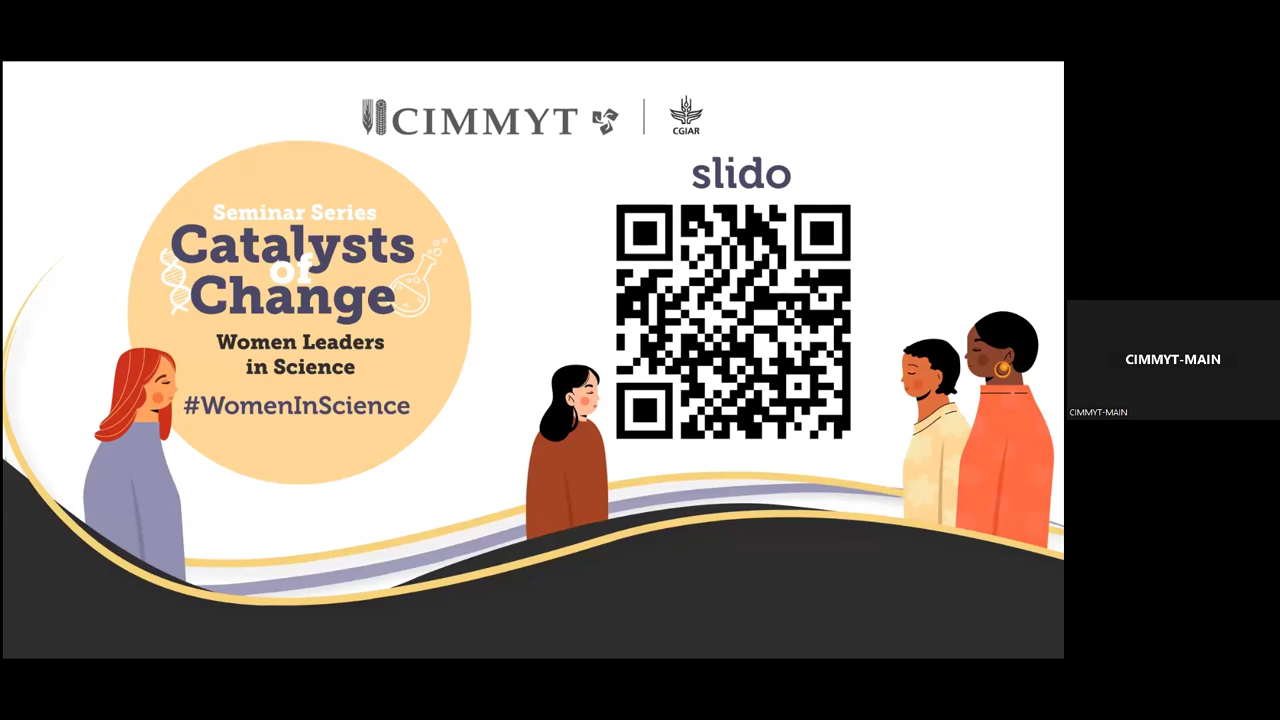 CIMMYT
CGIAR
slido
Seminar Series
Catalysts
of
Change
Women Leaders
in Science
#WomenInScience
CIMMYT-MAIN
CIMMYT-MAIN